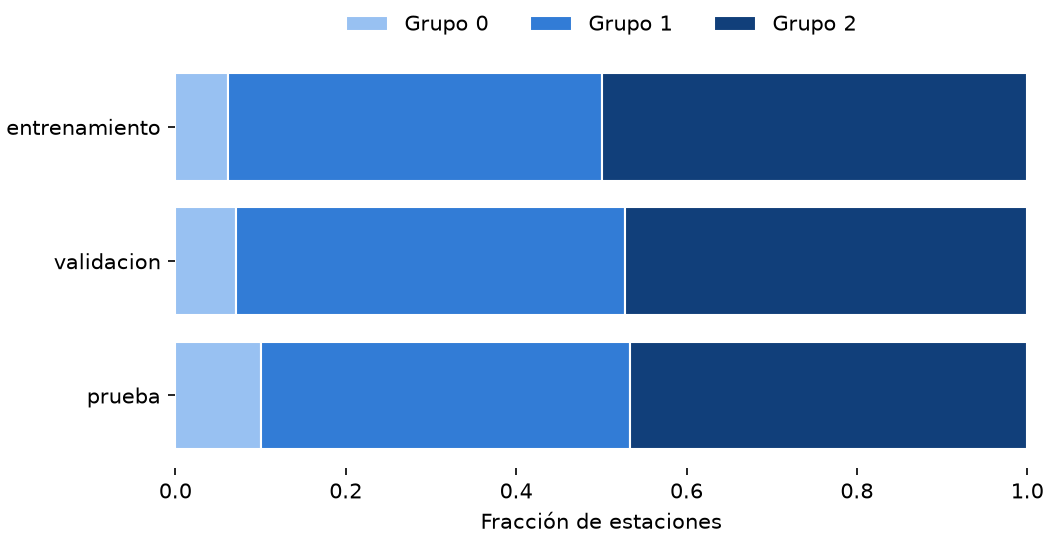 Grupo 0 Grupo 1 Grupo 2
entrenamiento
validacion
prueba
0.0 0.2 0.4 0.6 0.8 1.0
Fracción de estaciones